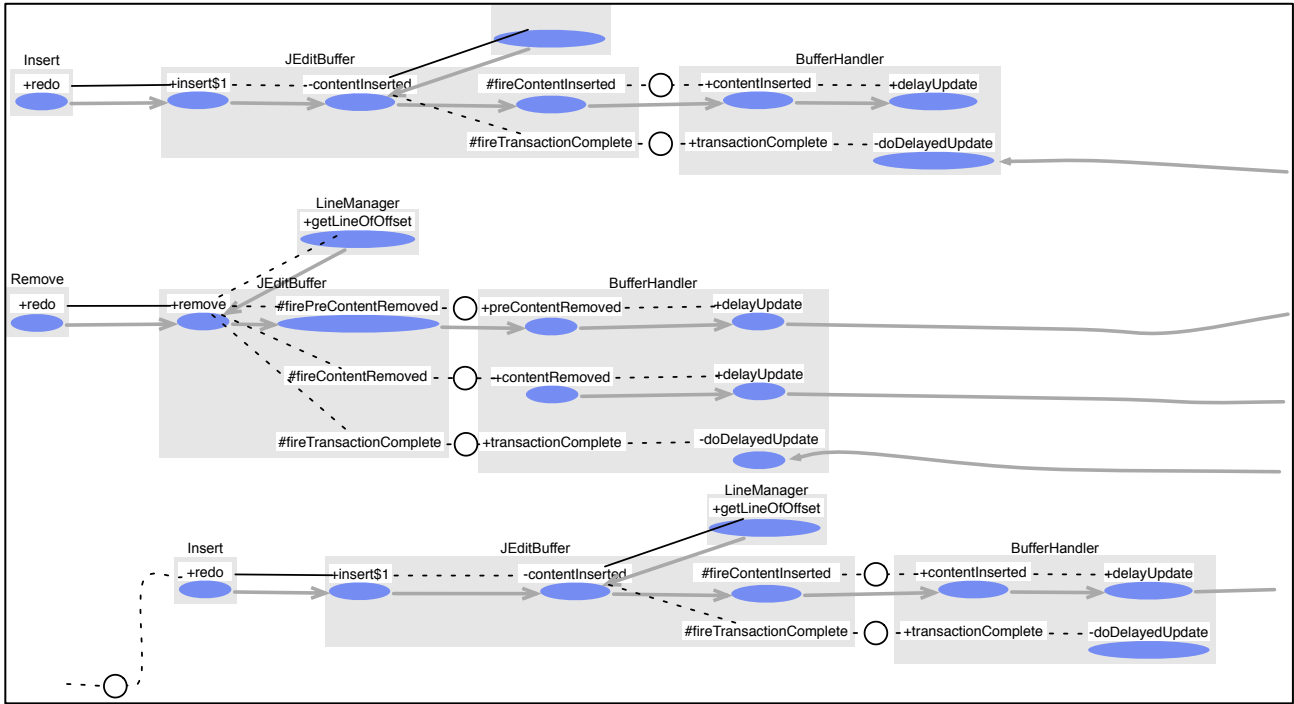 JEditBuffer
BufferHandler
Insert
+redo
+insert$1
-contentInserted
#fireContentInserted
+contentInserted
+delayUpdate
#fireTransactionComplete
+transactionComplete
-doDelayedUpdate
LineManager
+getLineOfOffset
Remove
JEditBuffer
BufferHandler
+redo
+remove
#firePreContentRemoved
+preContentRemoved
+delayUpdate
#fireContentRemoved
+contentRemoved
+delayUpdate
#fireTransactionComplete
+transactionComplete
-doDelayedUpdate
LineManager
+getLineOfOffset
Insert
JEditBuffer
BufferHandler
+redo
+insert$1
-contentInserted
#fireContentInserted
+contentInserted
+delayUpdate
#fireTransactionComplete
+transactionComplete
-doDelayedUpdate